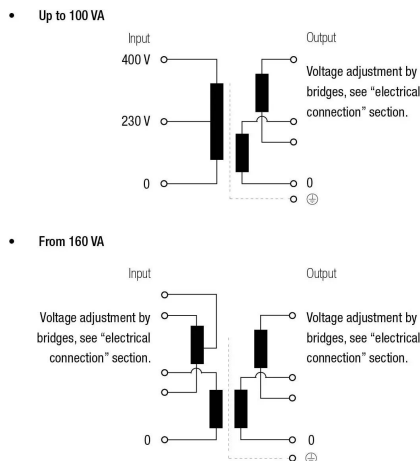 • Up to 100 VA
Input
Output
400 V
Voltage adjustment by
bridges, see “electrical
connection” section.
230 V
0
0
• From 160 VA
Input
Output
Voltage adjustment by
bridges, see “electrical
connection” section.
Voltage adjustment by
bridges, see “electrical
connection” section.
0
0